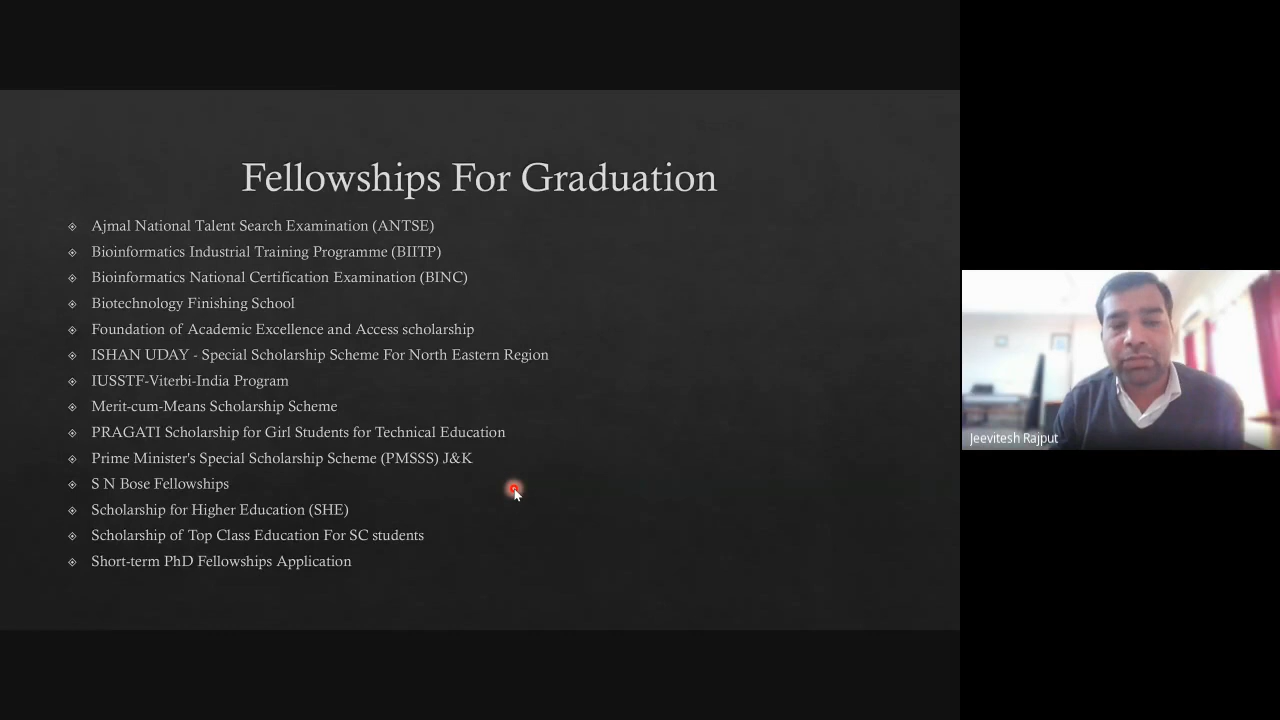 Fellowships For Graduation
Ajmal National Talent Search Examination (ANTSE)
Bioinformatics Industrial Training Programme (BIITP)
Bioinformatics National Certification Examination (BINC)
Biotechnology Finishing School
Foundation of Academic Excellence and Access scholarship
ISHAN UDAY - Special Scholarship Scheme For North Eastern Region
IUSSTF-Viterbi-India Program
Merit-cum-Means Scholarship Scheme
PRAGATI Scholarship for Girl Students for Technical Education
Prime Minister's Special Scholarship Scheme (PMSSS) J&K
S N Bose Fellowships
Scholarship for Higher Education (SHE)
Scholarship of Top Class Education For SC students
Short-term PhD Fellowships Application
Jeevitesh Rajput